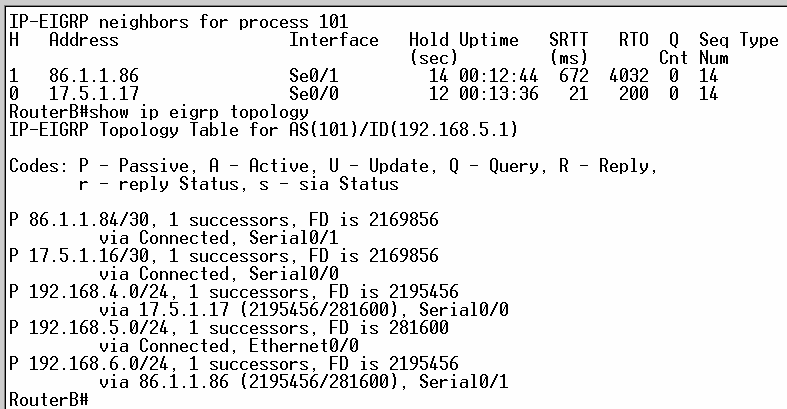 IP-EIGRP neighbors for process 101
H   Address                 Interface   Hold Uptime   SRTT   RTO  Q  Seq Type
                                        (sec)         (ms)       Cnt Num
1   86.1.1.86               Se0/1         14 00:12:44  672  4032  0  14
0   17.5.1.17               Se0/0         12 00:13:36   21   200  0  14
RouterB#show ip eigrp topology
IP-EIGRP Topology Table for AS(101)/ID(192.168.5.1)

Codes: P - Passive, A - Active, U - Update, Q - Query, R - Reply,
       r - reply Status, s - sia Status

P 86.1.1.84/30, 1 successors, FD is 2169856
         via Connected, Serial0/1
P 17.5.1.16/30, 1 successors, FD is 2169856
         via Connected, Serial0/0
P 192.168.4.0/24, 1 successors, FD is 2195456
         via 17.5.1.17 (2195456/281600), Serial0/0
P 192.168.5.0/24, 1 successors, FD is 281600
         via Connected, Ethernet0/0
P 192.168.6.0/24, 1 successors, FD is 2195456
         via 86.1.1.86 (2195456/281600), Serial0/1
RouterB#